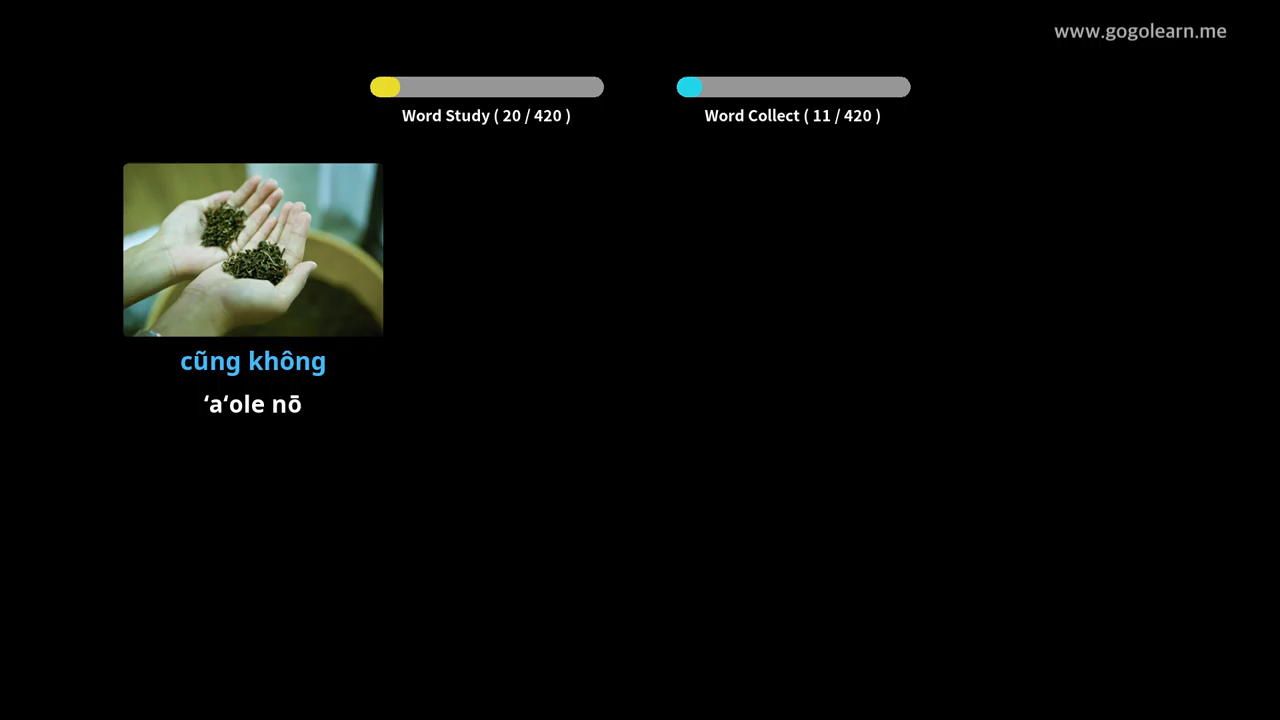 www.gogolearn.me
Word Study ( 20 / 420 )
Word Collect ( 11 / 420 )
cũng không
ʻaʻole nō